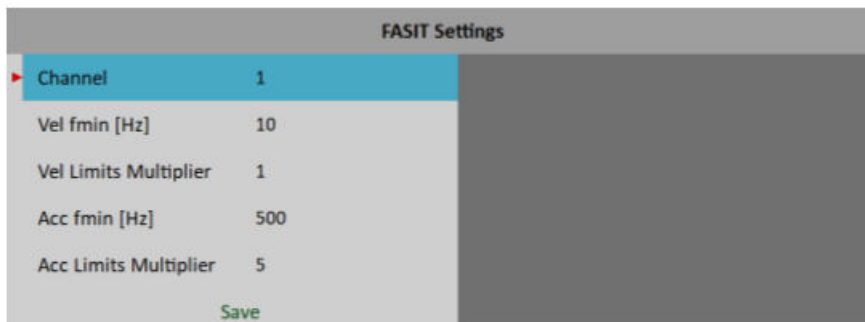 FASIT Settings
Channel 1
Vel fmin [Hz] 10
Vel Limits Multiplier 1
Acc fmin [Hz] 500
Acc Limits Multiplier 5
Save